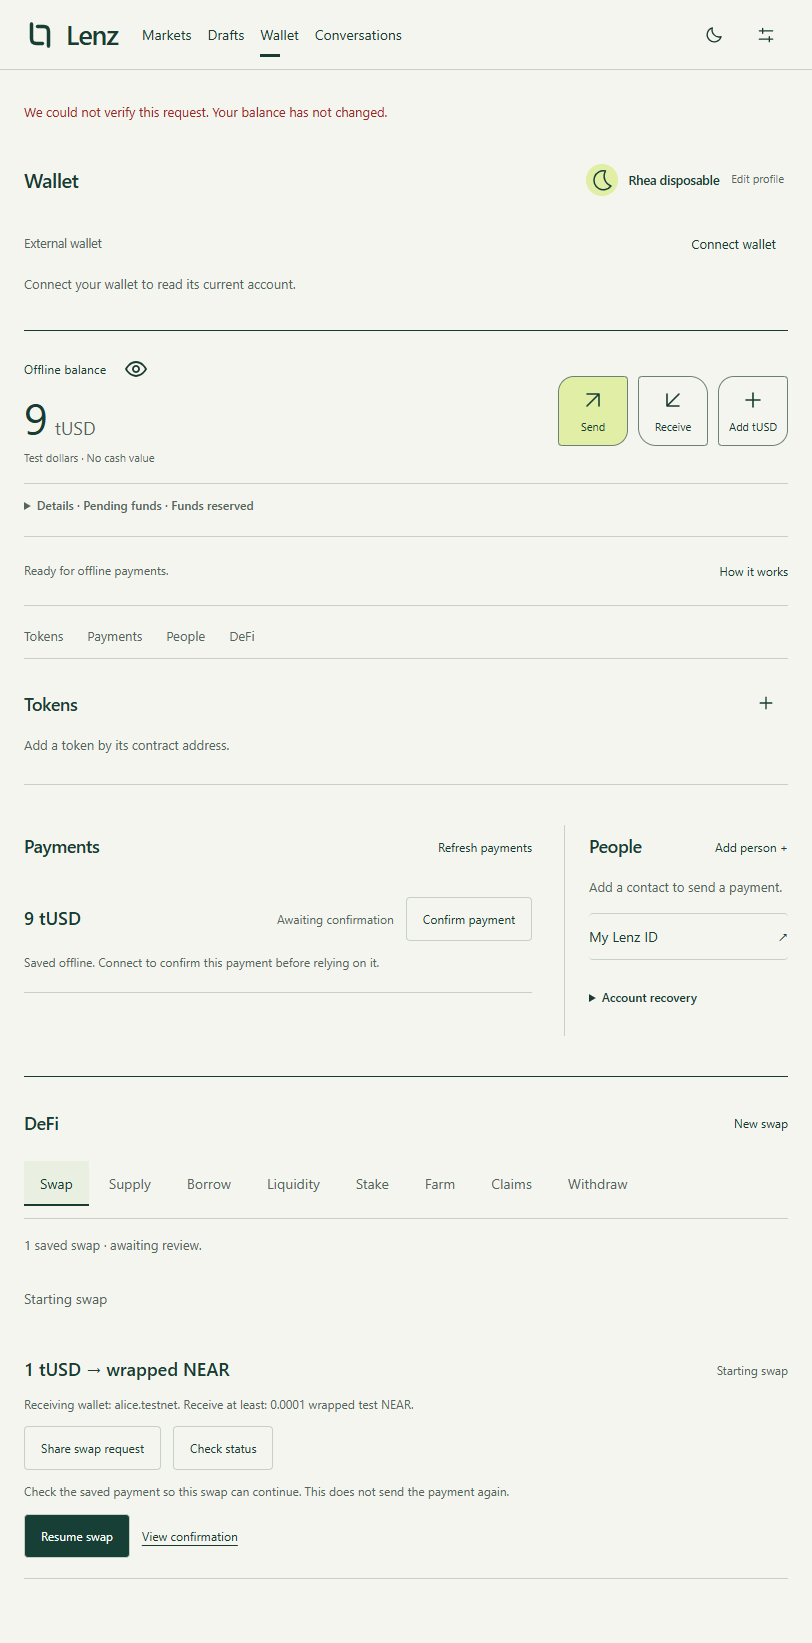 Lenz
Markets
Drafts
Wallet
Conversations
We could not verify this request. Your balance has not changed.
Wallet
Rhea disposable
Edit profile
External wallet
Connect wallet
Connect your wallet to read its current account.
Offline balance
9 tUSD
Test dollars · No cash value
Send
Receive
Add tUSD
Details · Pending funds · Funds reserved
Ready for offline payments.
How it works
Tokens
Payments
People
DeFi
Tokens
Add a token by its contract address.
Payments
Refresh payments
9 tUSD
Awaiting confirmation
Confirm payment
Saved offline. Connect to confirm this payment before relying on it.
People
Add person +
Add a contact to send a payment.
My Lenz ID ↗
Account recovery
DeFi
New swap
Swap
Supply
Borrow
Liquidity
Stake
Farm
Claims
Withdraw
1 saved swap · awaiting review.
Starting swap
1 tUSD → wrapped NEAR
Starting swap
Receiving wallet: alice.testnet. Receive at least: 0.0001 wrapped test NEAR.
Share swap request
Check status
Check the saved payment so this swap can continue. This does not send the payment again.
Resume swap
View confirmation